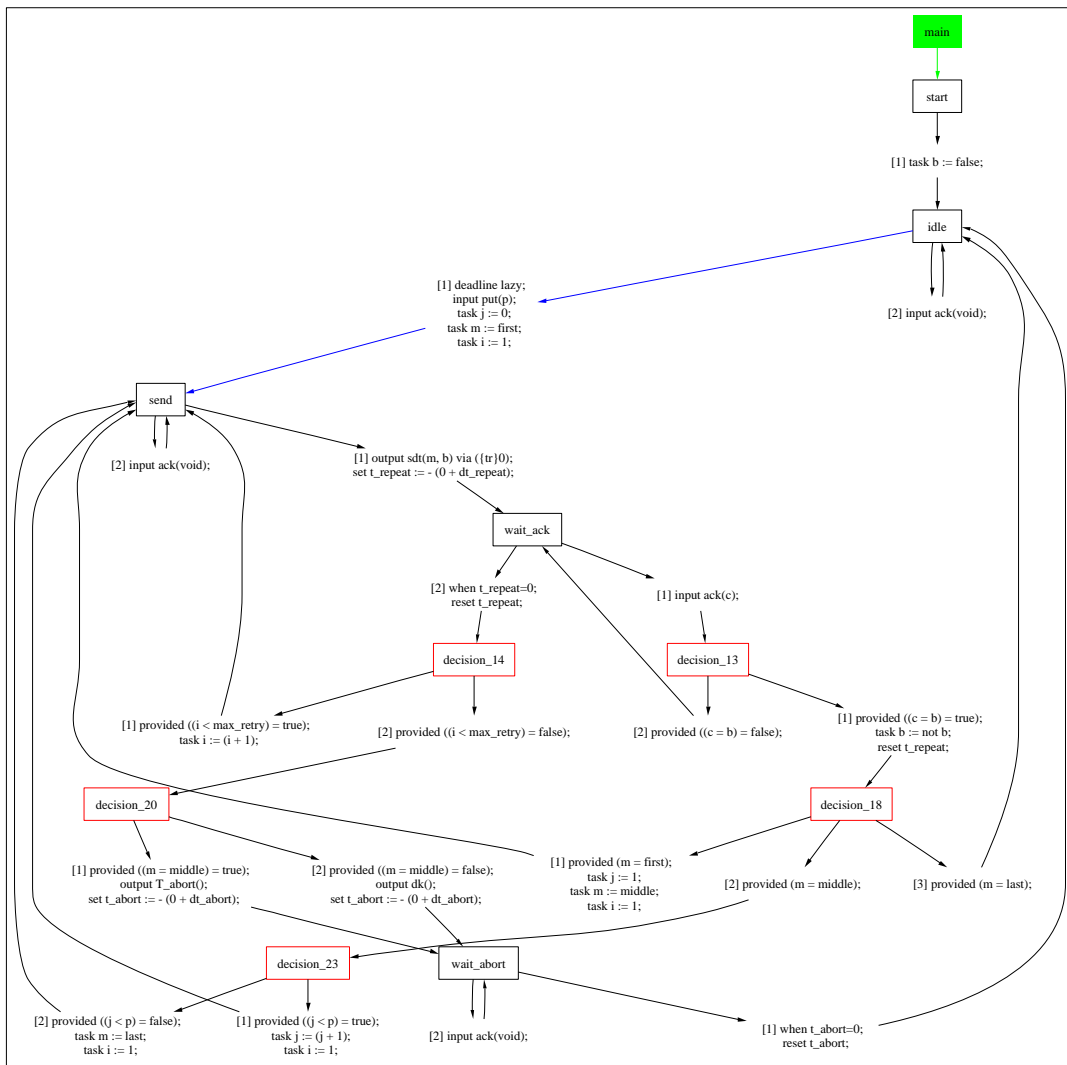 main
start
[1] task b := false;
idle
[1] deadline lazy;
input put(p);
task j := 0;
task m := first;
task i := 1;
[2] input ack(void);
send
[2] input ack(void);
[1] output sdt(m, b) via ({tr}0);
set t_repeat := - (0 + dt_repeat);
wait_ack
[2] when t_repeat=0;
reset t_repeat;
[1] input ack(c);
decision_14
decision_13
[1] provided ((i < max_retry) = true);
task i := (i + 1);
[2] provided ((i < max_retry) = false);
[2] provided ((c = b) = false);
[1] provided ((c = b) = true);
task b := not b;
reset t_repeat;
decision_20
decision_18
[1] provided ((m = middle) = true);
output T_abort();
set t_abort := - (0 + dt_abort);
[2] provided ((m = middle) = false);
output dk();
set t_abort := - (0 + dt_abort);
[1] provided (m = first);
task j := 1;
task m := middle;
task i := 1;
[2] provided (m = middle);
[3] provided (m = last);
decision_23
wait_abort
[2] provided ((j < p) = false);
task m := last;
task i := 1;
[1] provided ((j < p) = true);
task j := (j + 1);
task i := 1;
[2] input ack(void);
[1] when t_abort=0;
reset t_abort;